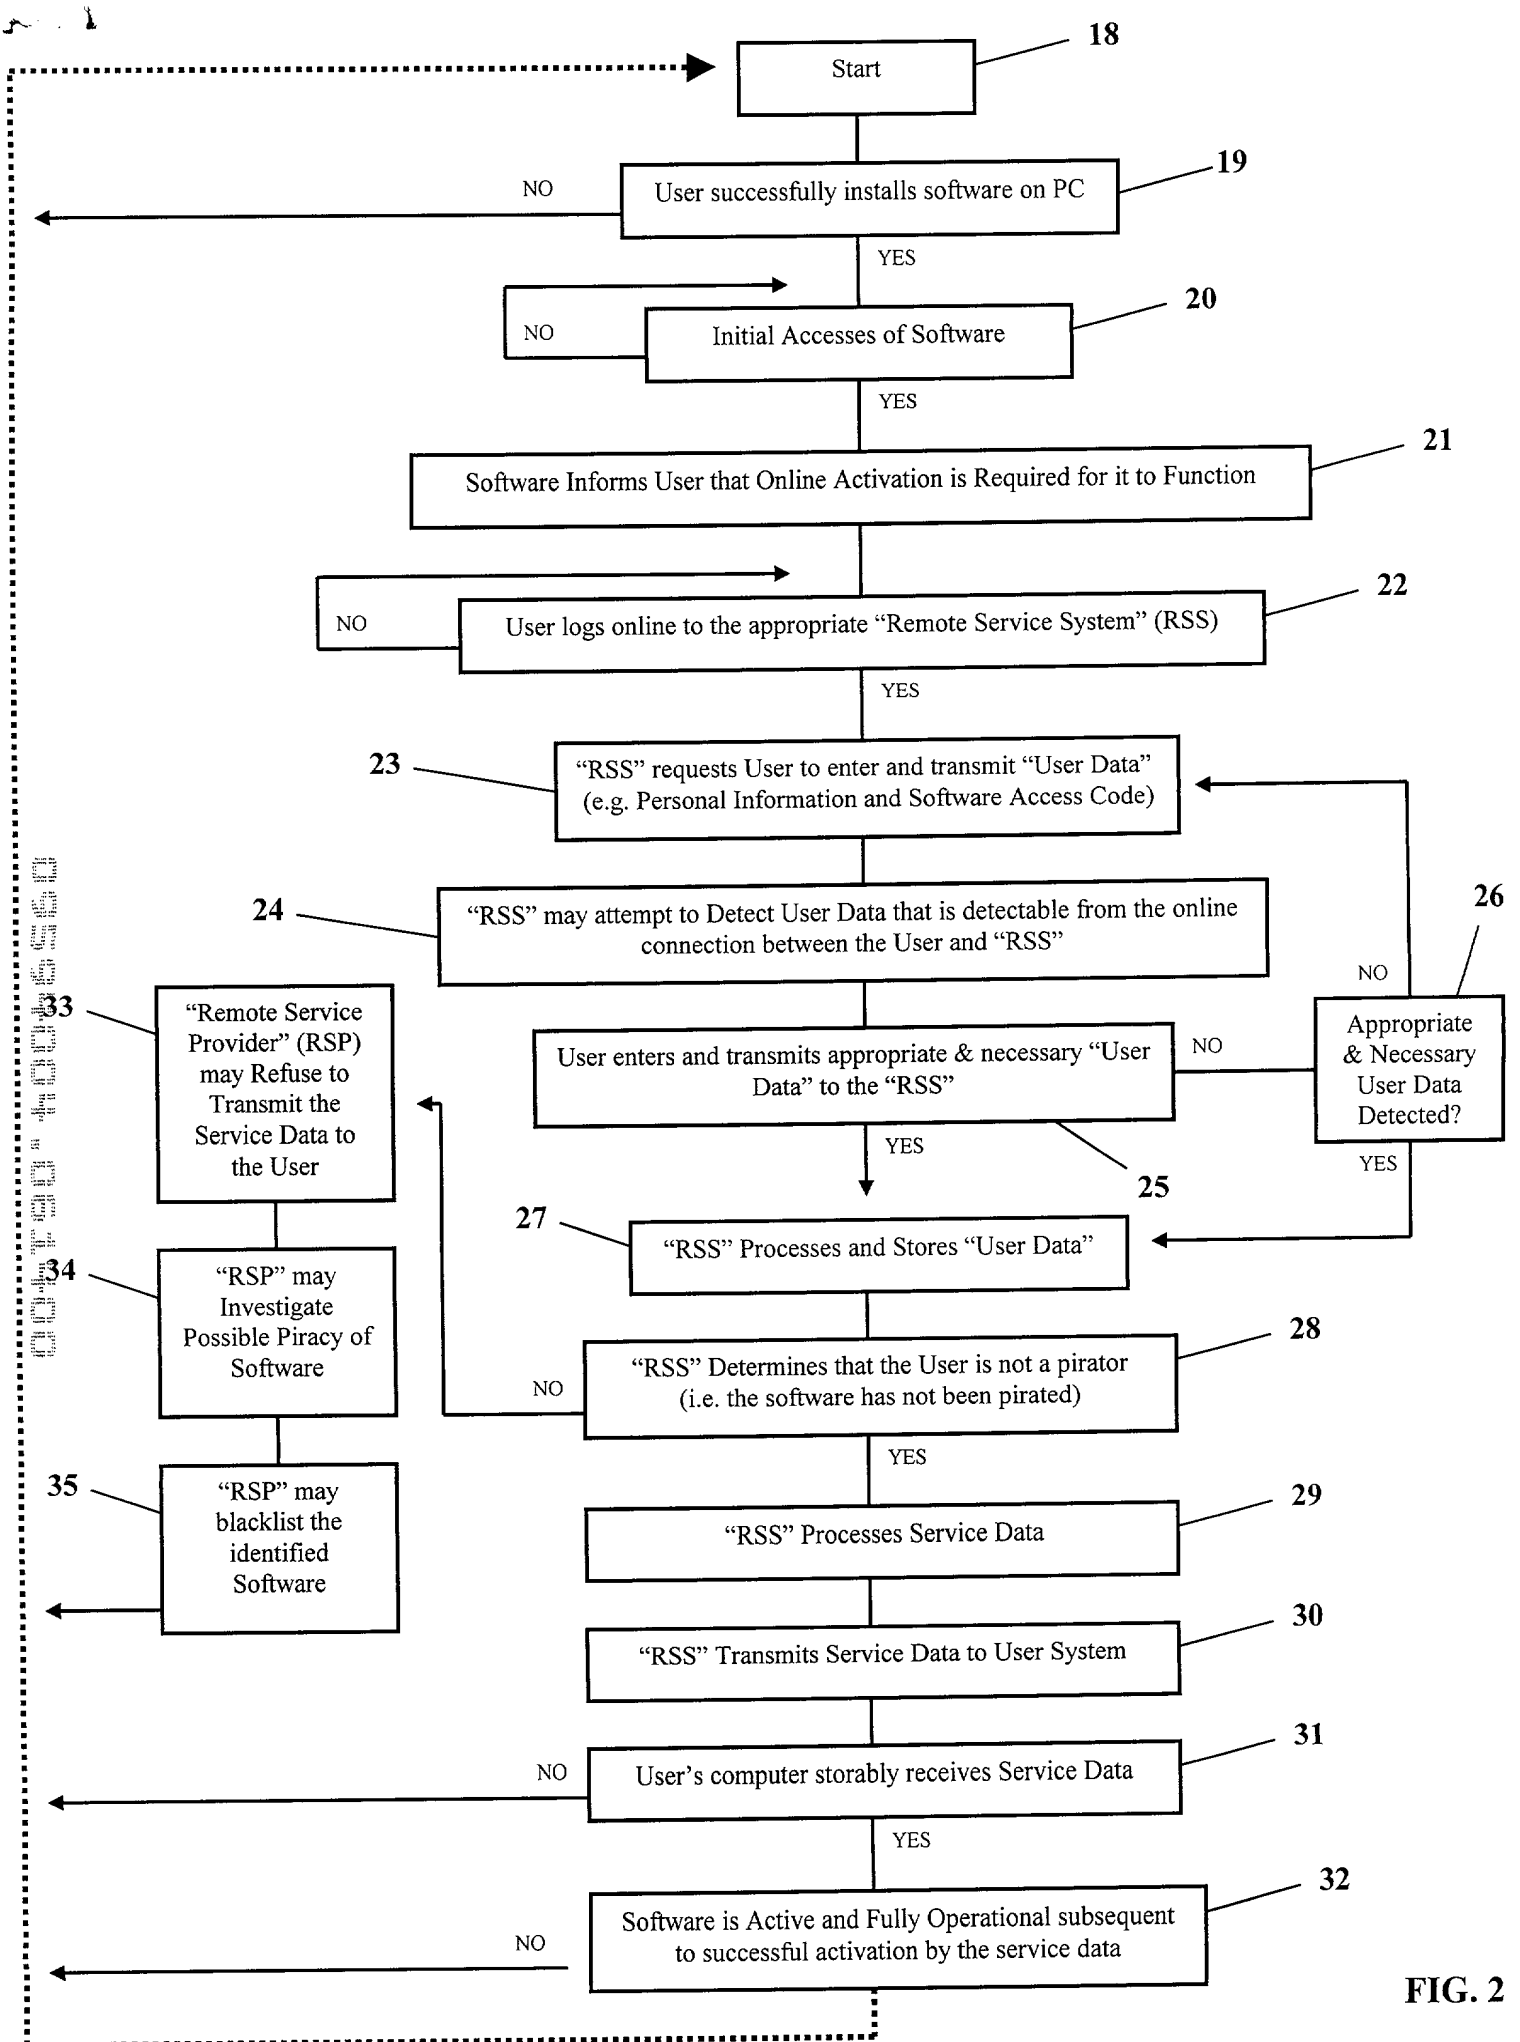 18
Start
19
NO
User successfully installs software on PC
YES
20
NO
Initial Accesses of Software
YES
21
Software Informs User that Online Activation is Required for it to Function
22
NO
User logs online to the appropriate “Remote Service System” (RSS)
YES
23
“RSS” requests User to enter and transmit “User Data”
(e.g. Personal Information and Software Access Code)
24
“RSS” may attempt to Detect User Data that is detectable from the online
connection between the User and “RSS”
26
NO
Appropriate
& Necessary
User Data
Detected?
YES
User enters and transmits appropriate & necessary “User
Data” to the “RSS”
NO
YES
25
27
“RSS” Processes and Stores “User Data”
28
“RSS” Determines that the User is not a pirator
(i.e. the software has not been pirated)
NO
YES
33
“Remote Service
Provider” (RSP)
may Refuse to
Transmit the
Service Data to
the User
34
“RSP” may
Investigate
Possible Piracy of
Software
35
“RSP” may
blacklist the
identified
Software
29
“RSS” Processes Service Data
30
“RSS” Transmits Service Data to User System
31
NO
User’s computer storably receives Service Data
YES
32
NO
Software is Active and Fully Operational subsequent
to successful activation by the service data
FIG. 2